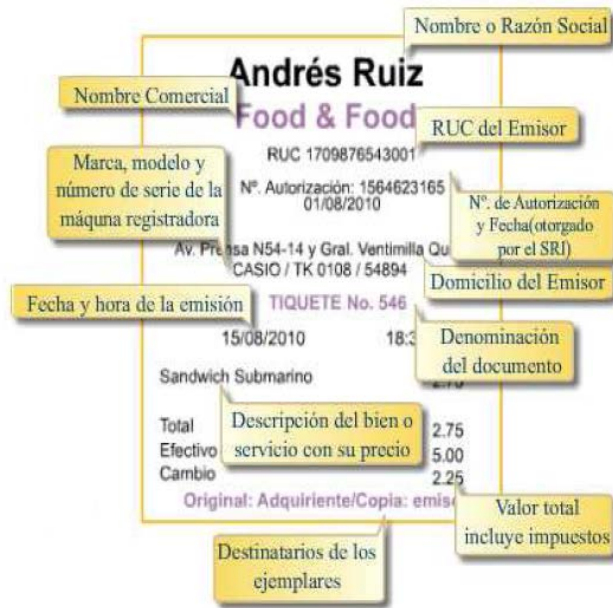 Nombre o Razón Social
Andrés Ruiz
Nombre Comercial
Food & Food
RUC del Emisor
RUC 1709876543001
Marca, modelo y
número de serie de la
máquna registradora
Nº. Autorización: 1564623165
01/08/2010
Nº. de Autorización
y Fecha(otorgado
por el SRI)
Av. Prensa N54-14 y Gral. Ventimilla
CASIO / TK 0108 / 54894
Domicilio del Emisor
Fecha y hora de la emisión
TIQUETE No. 546
15/08/2010
Denominación
del documento
Sandwich Submarino
Descripción del bien o
servicio con su precio
Total 2.75
Efectivo 5.00
Cambio 2.25
Original: Adquiriente/Copia:
Valor total
incluye impuestos
Destinatarios de los
ejemplares